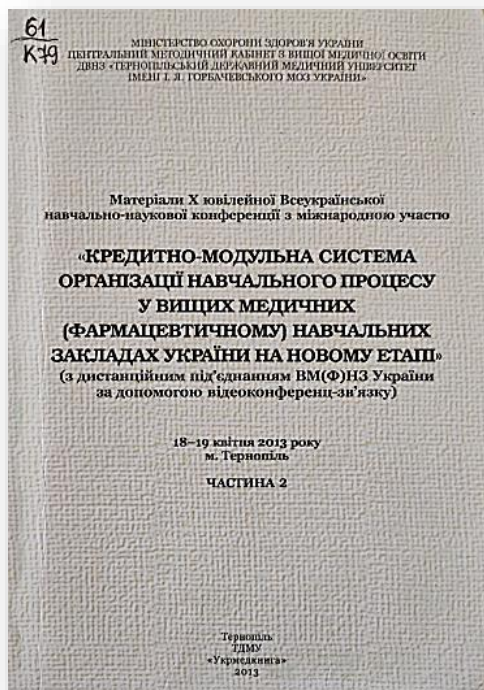 61
К79
МІНІСТЕРСТВО ОХОРОНИ ЗДОРОВ'Я УКРАЇНИ
ЦЕНТРАЛЬНИЙ МЕТОДИЧНИЙ КАБІНЕТ З ВИЩОЇ МЕДИЧНОЇ ОСВІТИ
ДВНЗ «ТЕРНОПІЛЬСЬКИЙ ДЕРЖАВНИЙ МЕДИЧНИЙ УНІВЕРСИТЕТ
ІМЕНІ І. Я. ГОРБАЧЕВСЬКОГО МОЗ УКРАЇНИ»
Матеріали X ювілейної Всеукраїнської
навчально-наукової конференції з міжнародною участю
«КРЕДИТНО-МОДУЛЬНА СИСТЕМА
ОРГАНІЗАЦІЇ НАВЧАЛЬНОГО ПРОЦЕСУ
У ВИЩИХ МЕДИЧНИХ
(ФАРМАЦЕВТИЧНОМУ) НАВЧАЛЬНИХ
ЗАКЛАДАХ УКРАЇНИ НА НОВОМУ ЕТАПІ»
(з дистанційним під'єднанням ВМ(Ф)НЗ України
за допомогою відеоконференц-зв'язку)
18–19 квітня 2013 року
м. Тернопіль
ЧАСТИНА 2
Тернопіль
ТДМУ
«Укрмедкнига»
2013